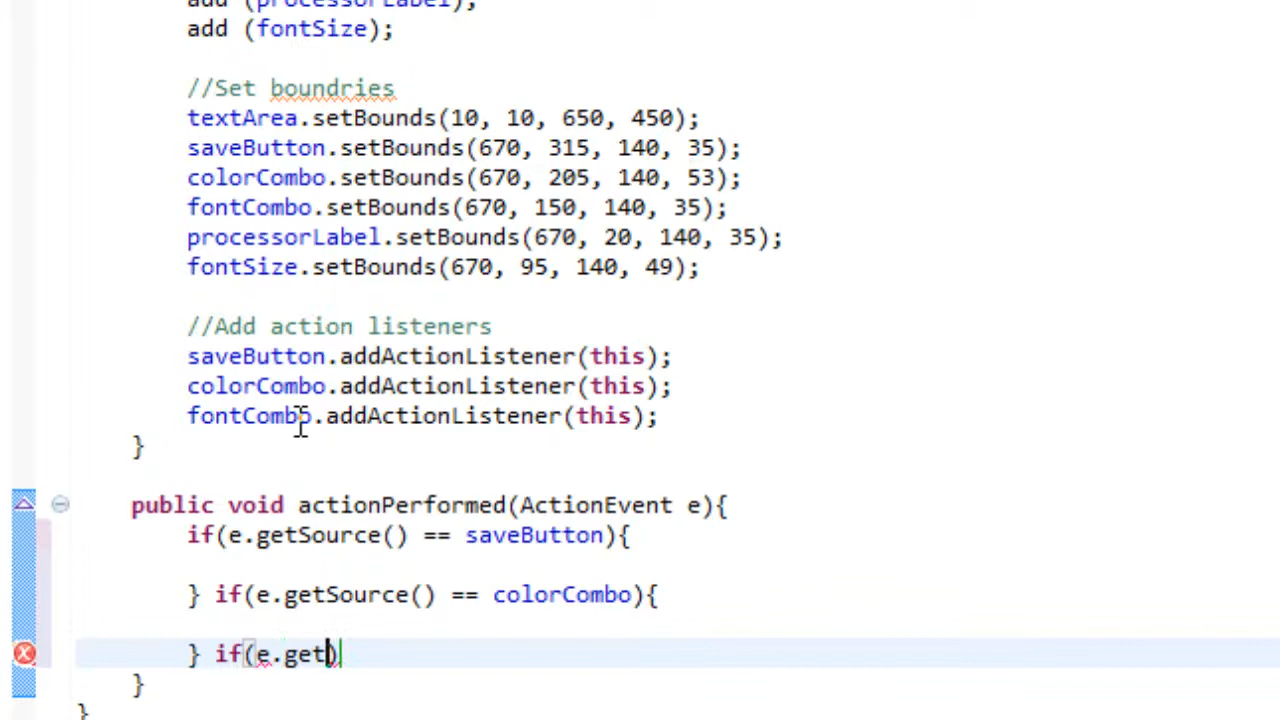 add (processorLabel);
add (fontSize);
//Set boundries
textArea.setBounds(10, 10, 650, 450);
saveButton.setBounds(670, 315, 140, 35);
colorCombo.setBounds(670, 205, 140, 53);
fontCombo.setBounds(670, 150, 140, 35);
processorLabel.setBounds(670, 20, 140, 35);
fontSize.setBounds(670, 95, 140, 49);
//Add action listeners
saveButton.addActionListener(this);
colorCombo.addActionListener(this);
fontCombo.addActionListener(this);
}
public void actionPerformed(ActionEvent e){
if(e.getSource() == saveButton){
} if(e.getSource() == colorCombo){
} if(e.get)
}
}